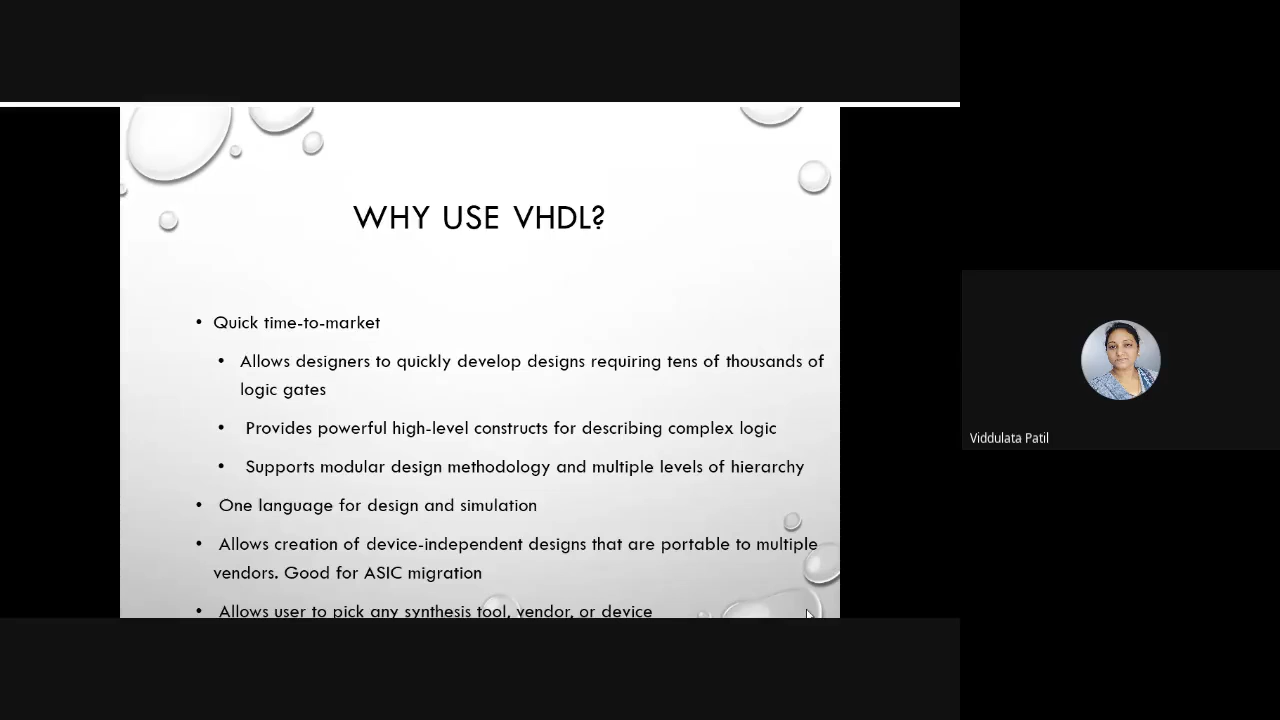 WHY USE VHDL?
• Quick time-to-market
• Allows designers to quickly develop designs requiring tens of thousands of
logic gates
• Provides powerful high-level constructs for describing complex logic
• Supports modular design methodology and multiple levels of hierarchy
• One language for design and simulation
• Allows creation of device-independent designs that are portable to multiple
vendors. Good for ASIC migration
• Allows user to pick any synthesis tool, vendor, or device
Viddulata Patil